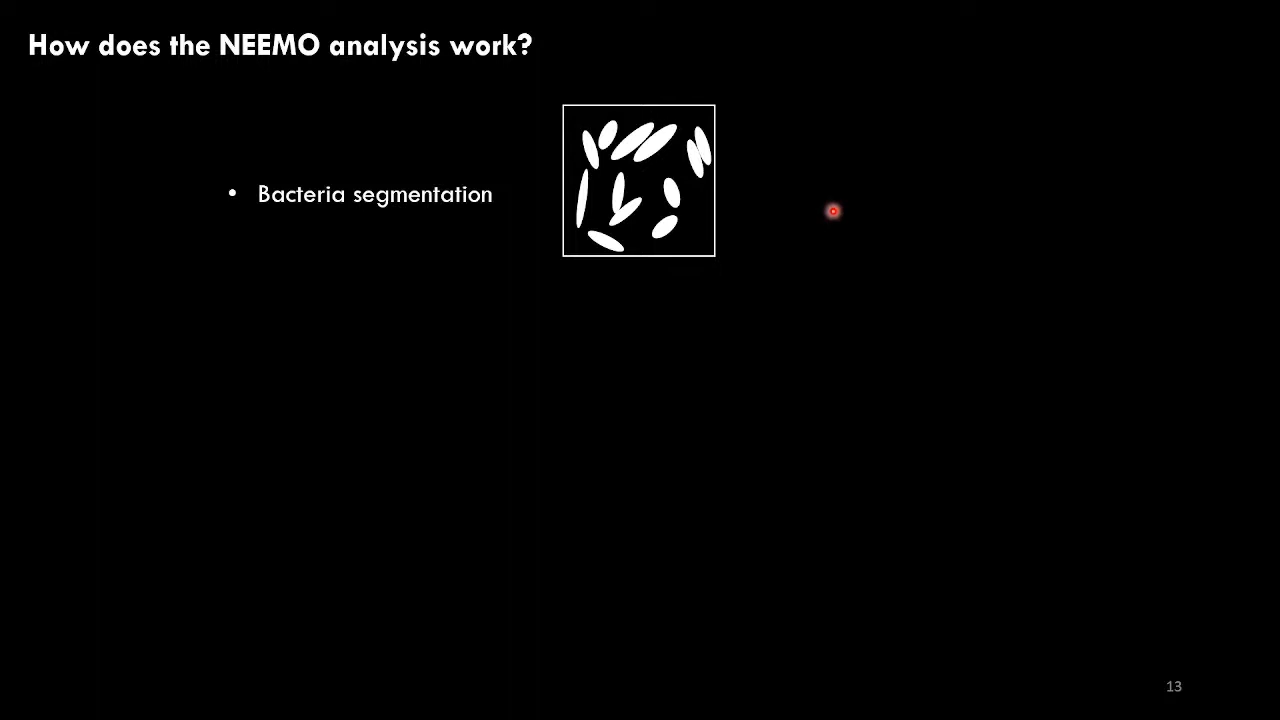 How does the NEEMO analysis work?
• Bacteria segmentation
13